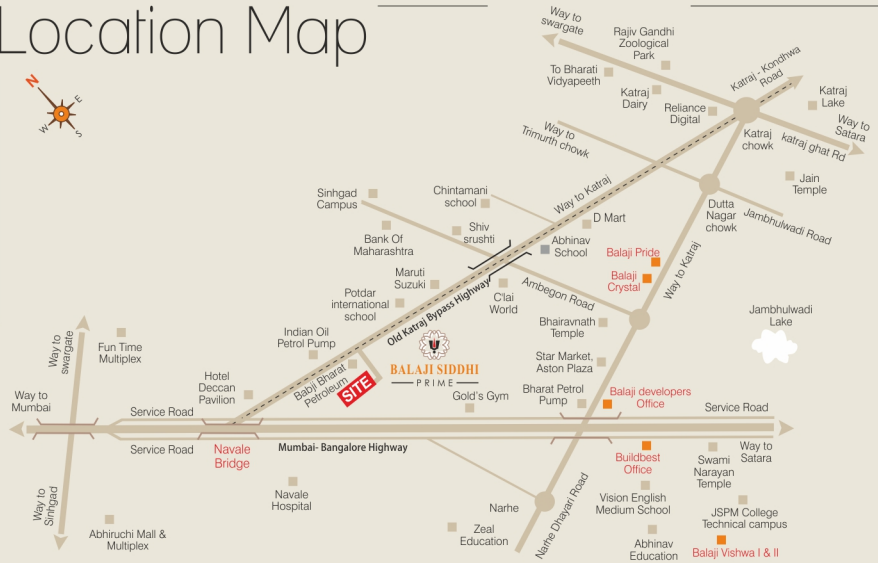 Location Map
N
E
W
S
Way to
swargate
Rajiv Gandhi
Zoological
Park
To Bharati
Vidyapeeth
Katraj
Dairy
Reliance
Digital
Katraj - Kondhwa
Road
Katraj
Lake
Way to
Satara
Katraj
chowk
katraj ghat Rd
Way to
Trimurth chowk
Jain
Temple
Dutta
Nagar
chowk
Jambhulwadi Road
Way to Katraj
Sinhgad
Campus
Chintamani
school
D Mart
Shiv
srushti
Abhinav
School
Bank Of
Maharashtra
Balaji Pride
Balaji
Crystal
Way to Katraj
Maruti
Suzuki
C'lai
World
Ambegon Road
Potdar
international
school
Old Katraj Bypass Highway
Jambhulwadi
Lake
Bhairavnath
Temple
Indian Oil
Petrol Pump
Way to
swargate
Fun Time
Multiplex
BALAJI SIDDHI
PRIME
Star Market,
Aston Plaza
Babji Bharat
Petroleum
SITE
Hotel
Deccan
Pavilion
Gold's Gym
Bharat Petrol
Pump
Balaji developers
Office
Way to
Mumbai
Service Road
Service Road
Service Road
Navale
Bridge
Mumbai- Bangalore Highway
Way to
Satara
Buildbest
Office
Swami
Narayan
Temple
Way to
Sinhgad
Navale
Hospital
Vision English
Medium School
Narhe
Narhe Dhayari Road
JSPM College
Technical campus
Abhiruchi Mall &
Multiplex
Zeal
Education
Abhinav
Education
Balaji Vishwa I & II